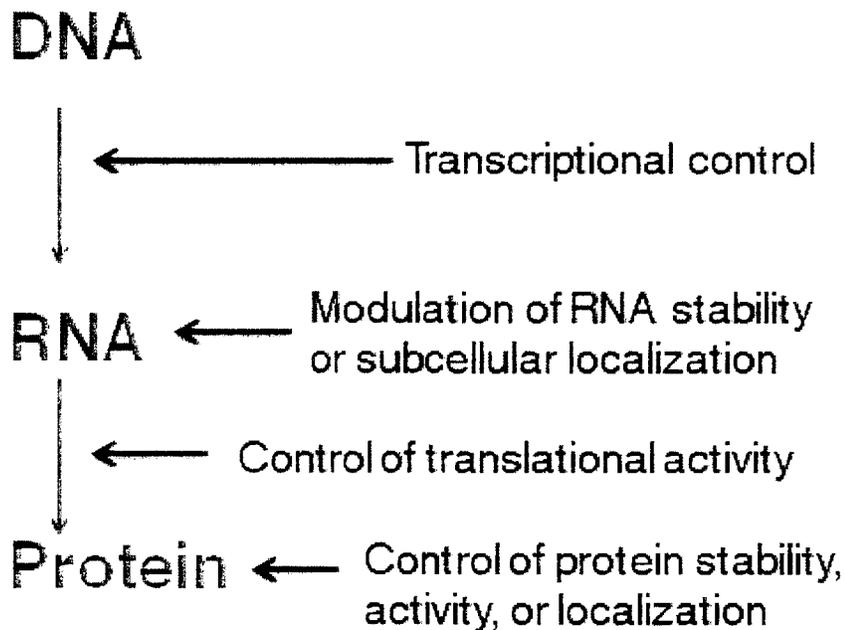 DNA
Transcriptional control
RNA
Modulation of RNA stability
or subcellular localization
Control of translational activity
Protein
Control of protein stability,
activity, or localization